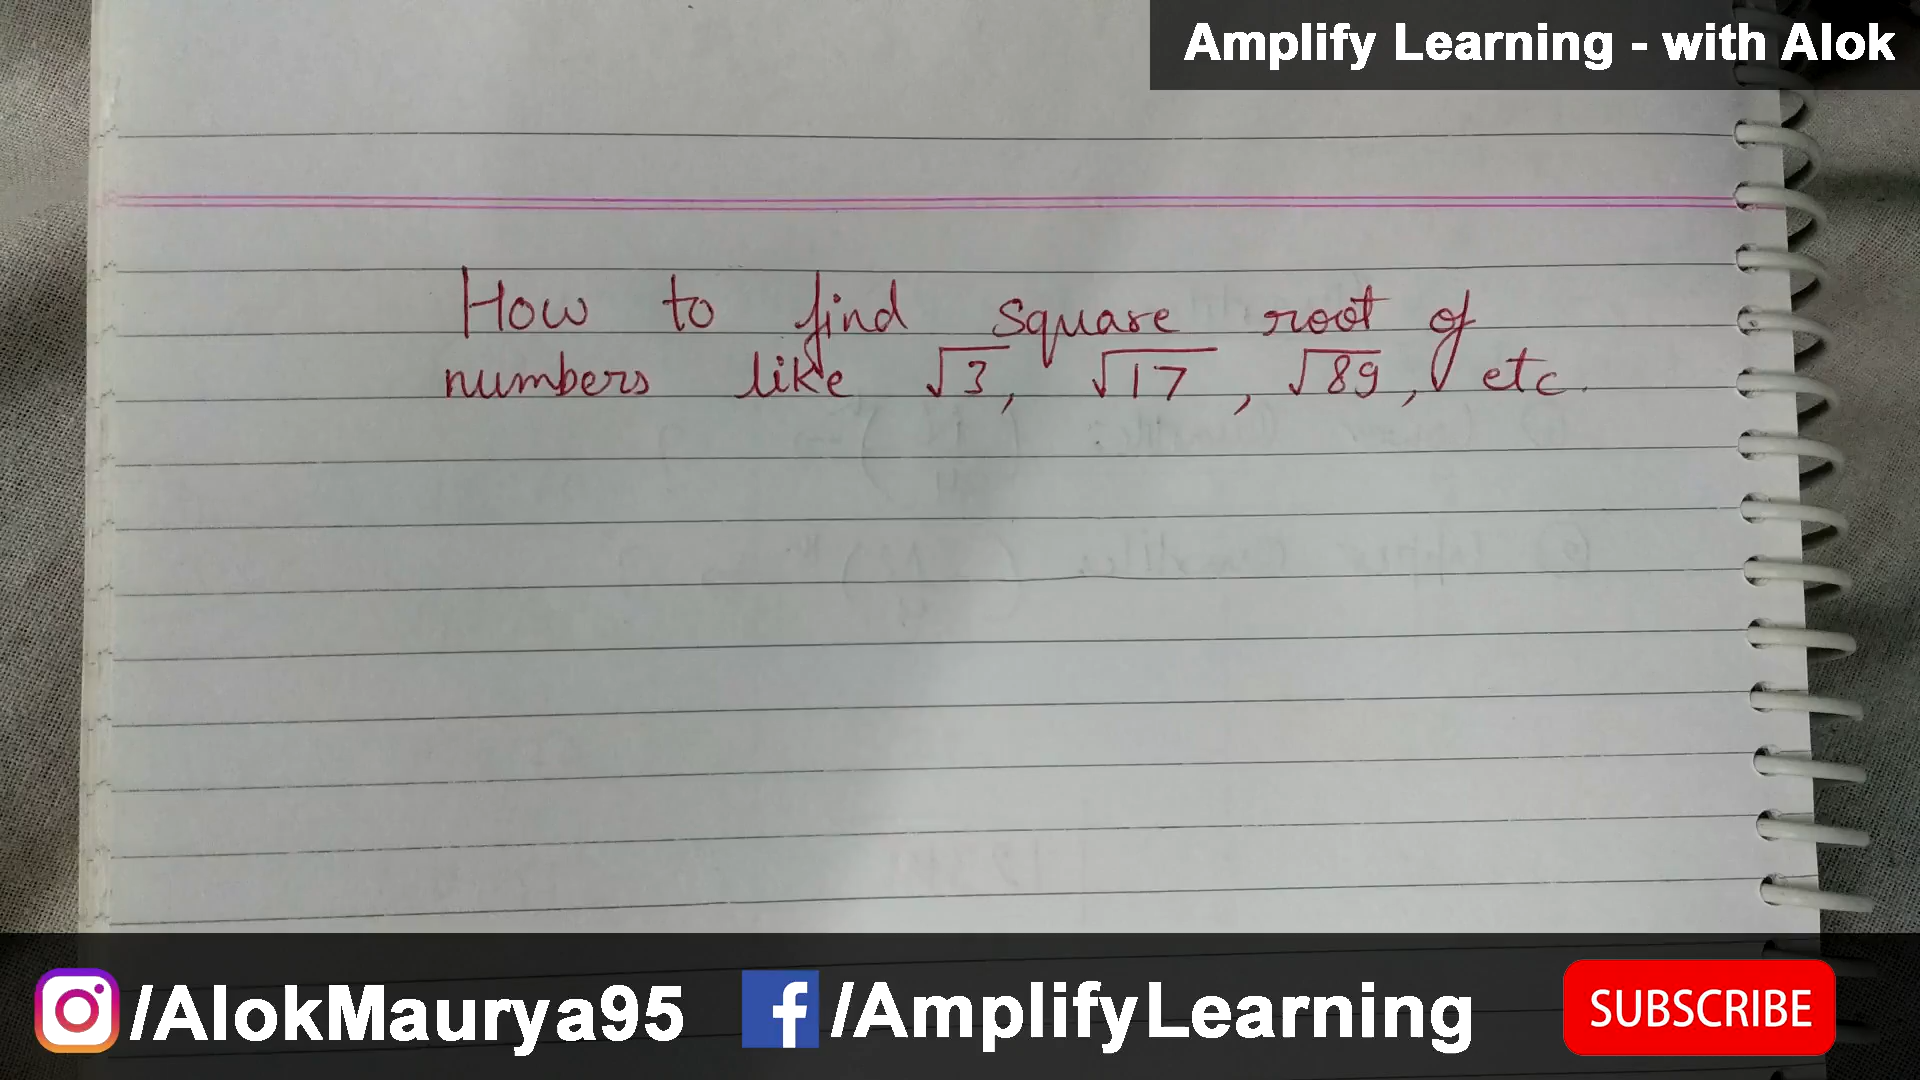 Amplify Learning - with Alok
How to find square root of
numbers like √3, √17, √89, etc.
/AlokMaurya95 /AmplifyLearning SUBSCRIBE